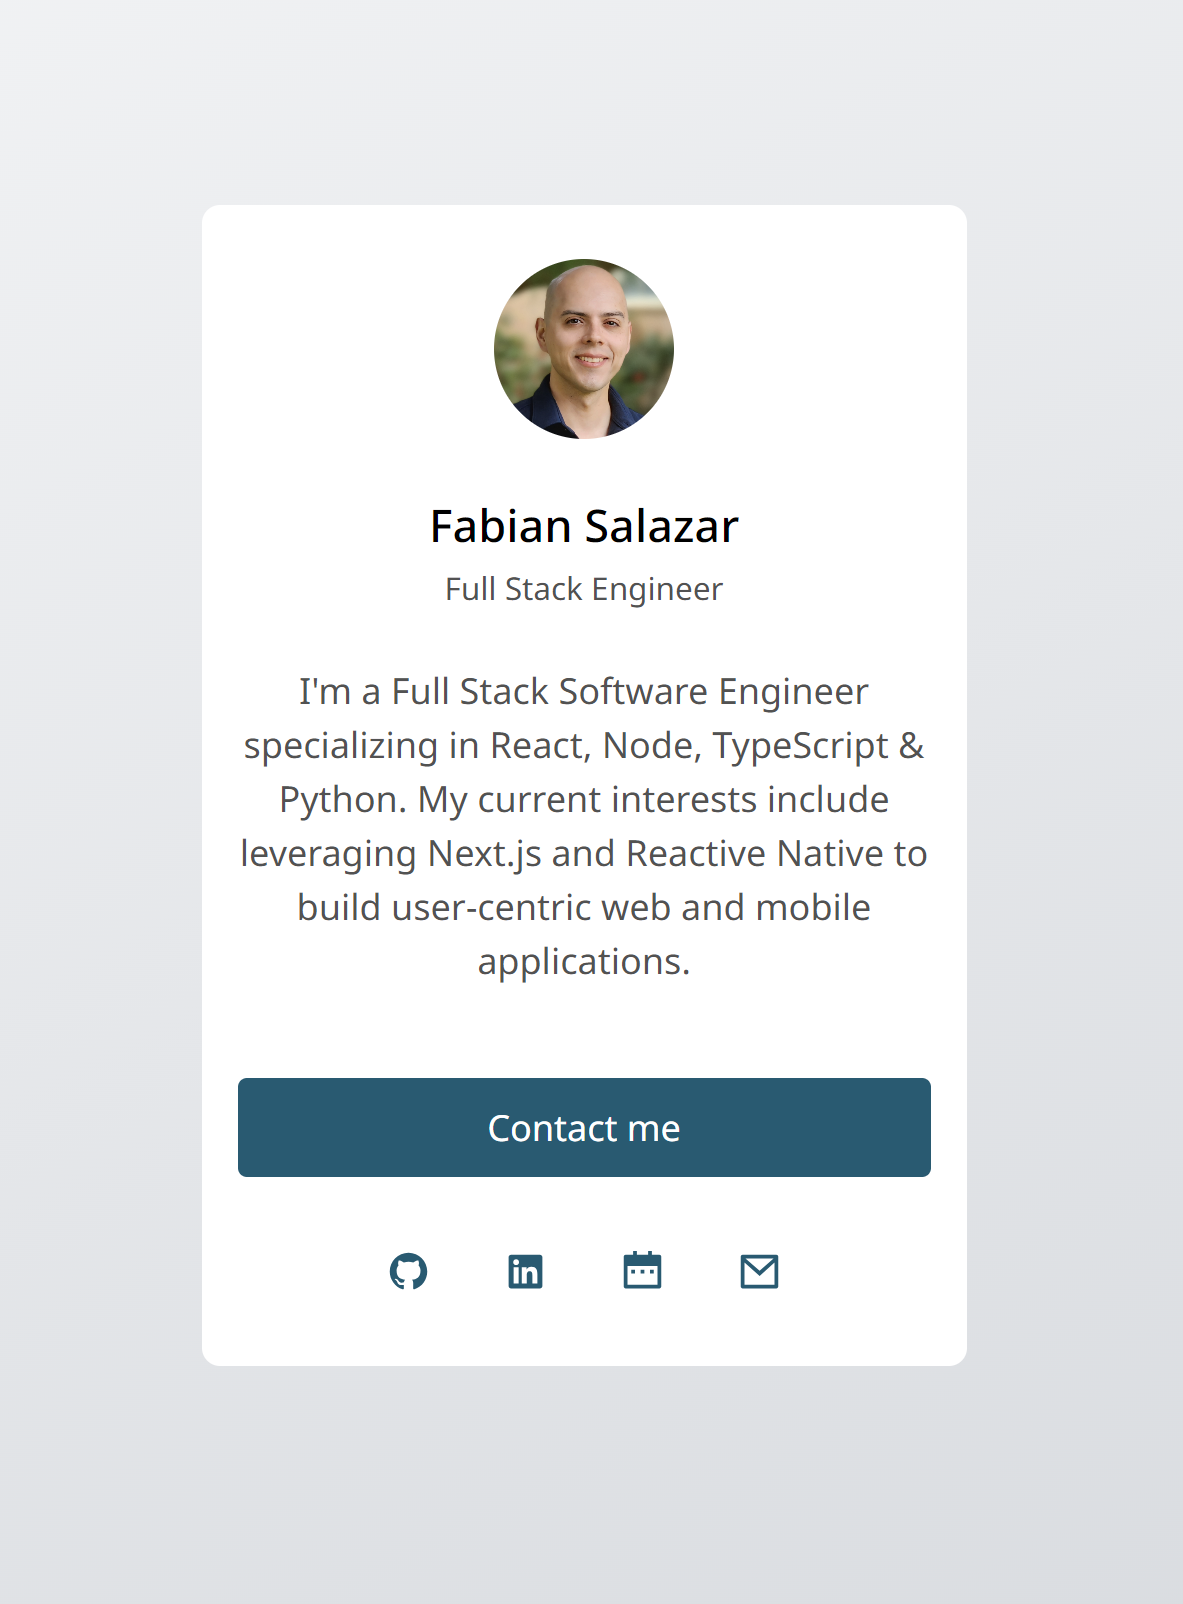 Fabian Salazar
Full Stack Engineer
I'm a Full Stack Software Engineer
specializing in React, Node, TypeScript &
Python. My current interests include
leveraging Next.js and Reactive Native to
build user-centric web and mobile
applications.
Contact me
in